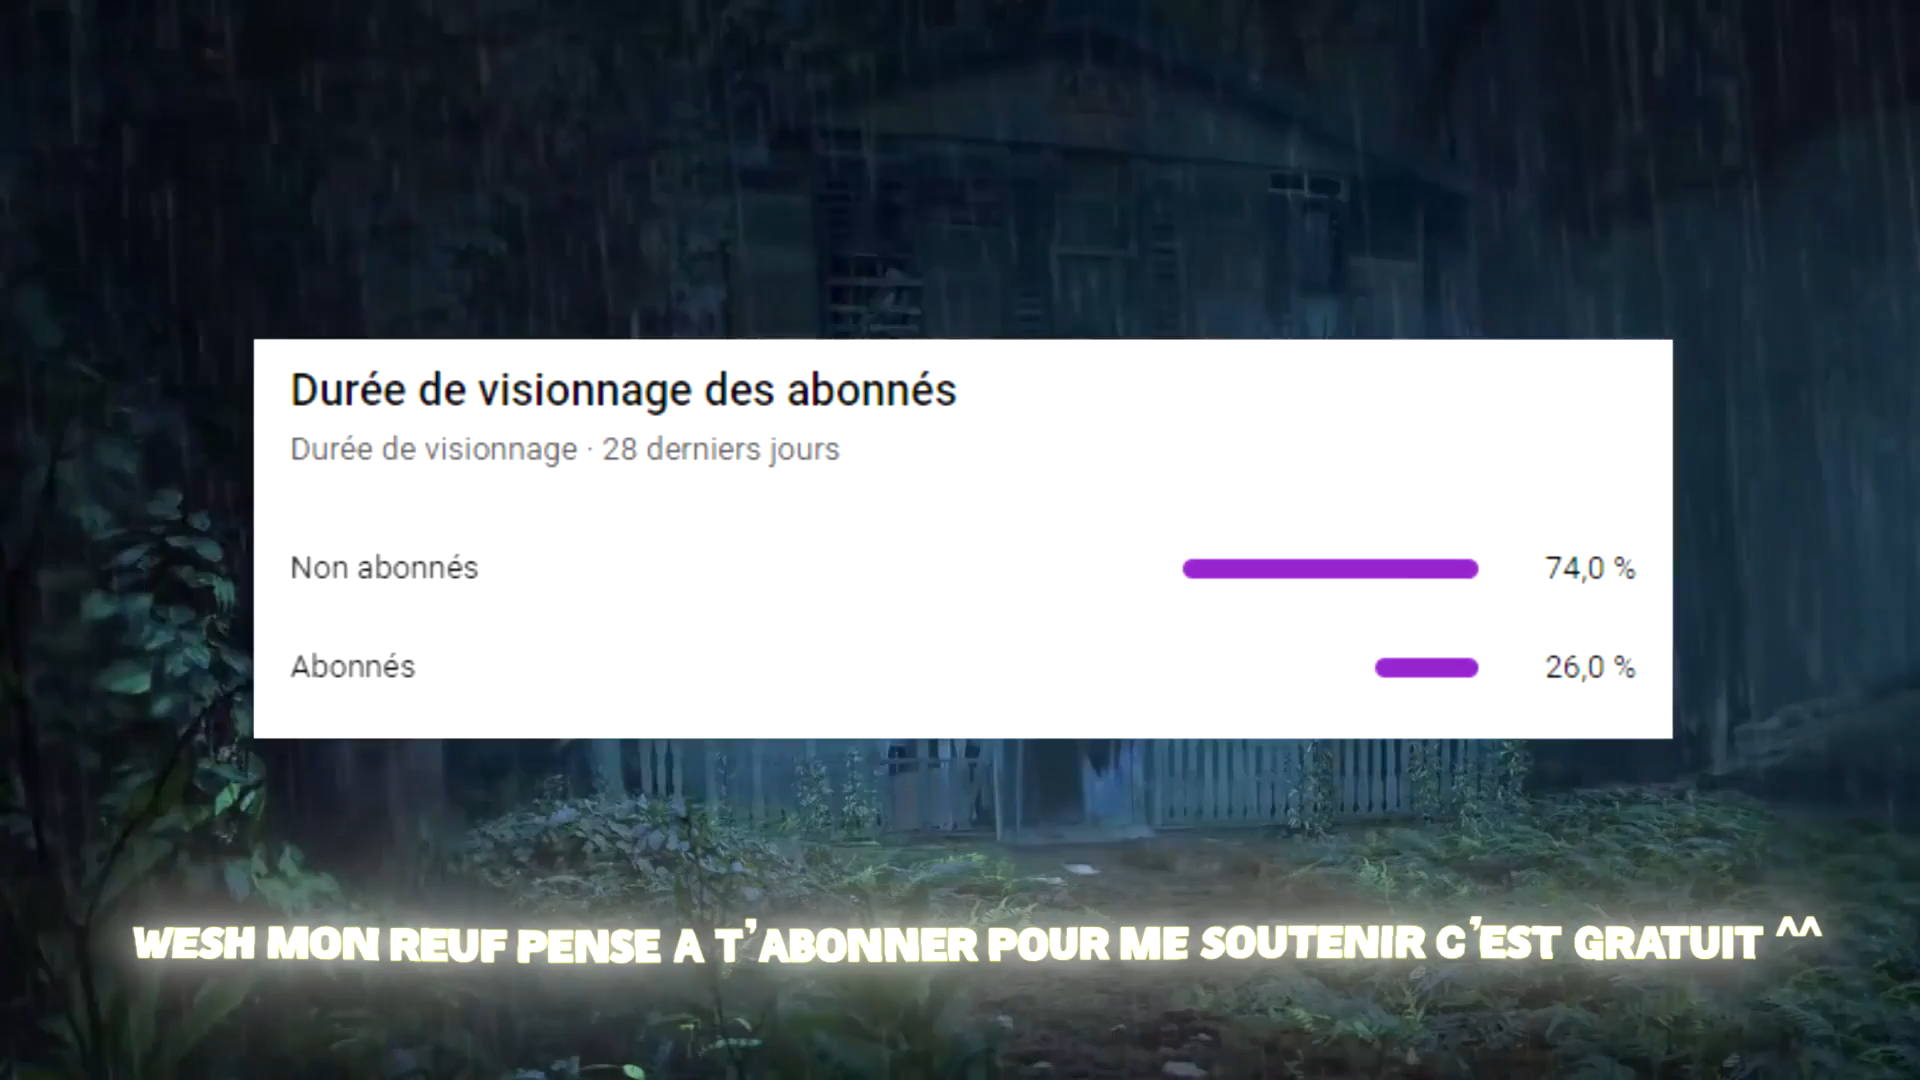 Durée de visionnage des abonnés
Durée de visionnage · 28 derniers jours
Non abonnés 74,0 %
Abonnés 26,0 %
WESH MON REUF PENSE A T'ABONNER POUR ME SOUTENIR C'EST GRATUIT ^^